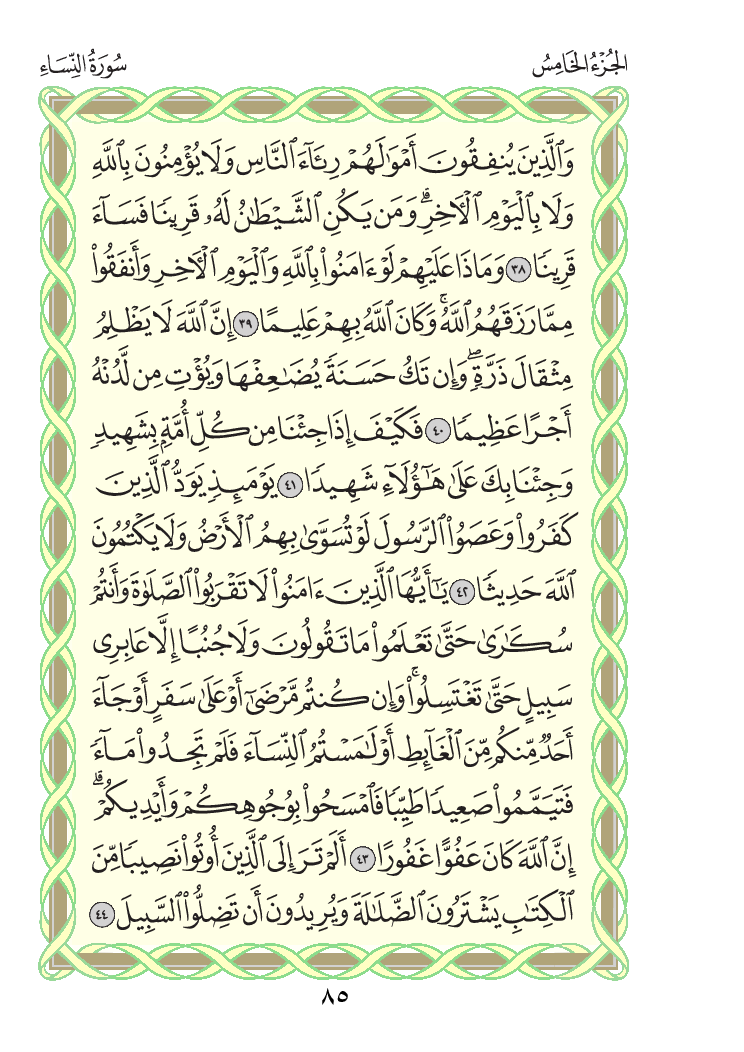 الجُزْءُ الخَامِسُ
سُورَةُ النِّسَاءِ
وَٱلَّذِينَ يُنفِقُونَ أَمْوَٰلَهُمْ رِئَآءَ ٱلنَّاسِ وَلَا يُؤْمِنُونَ بِٱللَّهِ
وَلَا بِٱلْيَوْمِ ٱلْأَخِرِۗ وَمَن يَكُنِ ٱلشَّيْطَٰنُ لَهُۥ قَرِينًا فَسَآءَ
قَرِينًا ٣٨ وَمَاذَا عَلَيْهِمْ لَوْ ءَامَنُوا۟ بِٱللَّهِ وَٱلْيَوْمِ ٱلْأَخِرِ وَأَنفَقُوا۟
مِمَّا رَزَقَهُمُ ٱللَّهُۚ وَكَانَ ٱللَّهُ بِهِمْ عَلِيمًا ٣٩ إِنَّ ٱللَّهَ لَا يَظْلِمُ
مِثْقَالَ ذَرَّةٍۖ وَإِن تَكُ حَسَنَةً يُضَٰعِفْهَا وَيُؤْتِ مِن لَّدُنْهُ
أَجْرًا عَظِيمًا ٤٠ فَكَيْفَ إِذَا جِئْنَا مِن كُلِّ أُمَّةٍۭ بِشَهِيدٍ
وَجِئْنَا بِكَ عَلَىٰ هَٰٓؤُلَآءِ شَهِيدًا ٤١ يَوْمَئِذٍ يَوَدُّ ٱلَّذِينَ
كَفَرُوا۟ وَعَصَوُا۟ ٱلرَّسُولَ لَوْ تُسَوَّىٰ بِهِمُ ٱلْأَرْضُ وَلَا يَكْتُمُونَ
ٱللَّهَ حَدِيثًا ٤٢ يَٰٓأَيُّهَا ٱلَّذِينَ ءَامَنُوا۟ لَا تَقْرَبُوا۟ ٱلصَّلَوٰةَ وَأَنتُمْ
سُكَٰرَىٰ حَتَّىٰ تَعْلَمُوا۟ مَا تَقُولُونَ وَلَا جُنُبًا إِلَّا عَابِرِى
سَبِيلٍ حَتَّىٰ تَغْتَسِلُوا۟ۚ وَإِن كُنتُم مَّرْضَىٰٓ أَوْ عَلَىٰ سَفَرٍ أَوْ جَآءَ
أَحَدٌ مِّنكُم مِّنَ ٱلْغَآئِطِ أَوْ لَٰمَسْتُمُ ٱلنِّسَآءَ فَلَمْ تَجِدُوا۟ مَآءً
فَتَيَمَّمُوا۟ صَعِيدًا طَيِّبًا فَٱمْسَحُوا۟ بِوُجُوهِكُمْ وَأَيْدِيكُمْۗ
إِنَّ ٱللَّهَ كَانَ عَفُوًّا غَفُورًا ٤٣ أَلَمْ تَرَ إِلَى ٱلَّذِينَ أُوتُوا۟ نَصِيبًا مِّنَ
ٱلْكِتَٰبِ يَشْتَرُونَ ٱلضَّلَٰلَةَ وَيُرِيدُونَ أَن تَضِلُّوا۟ ٱلسَّبِيلَ ٤٤
٨٥